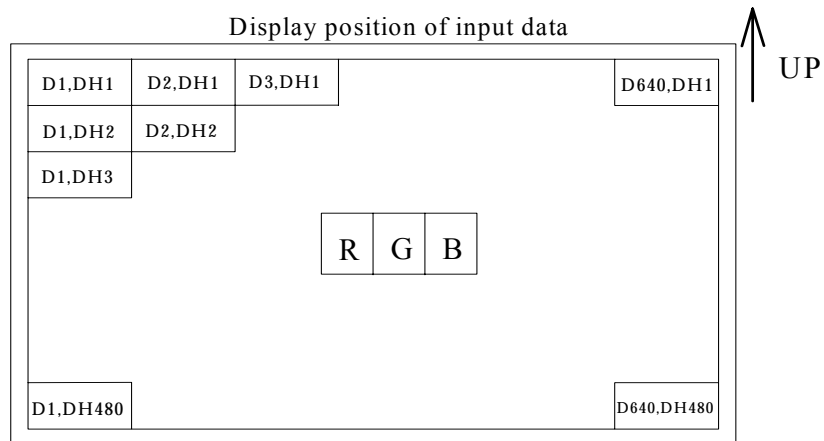 Display position of input data
UP
D1,DH1 D2,DH1 D3,DH1 D640,DH1
D1,DH2 D2,DH2
D1,DH3
R G B
D1,DH480 D640,DH480